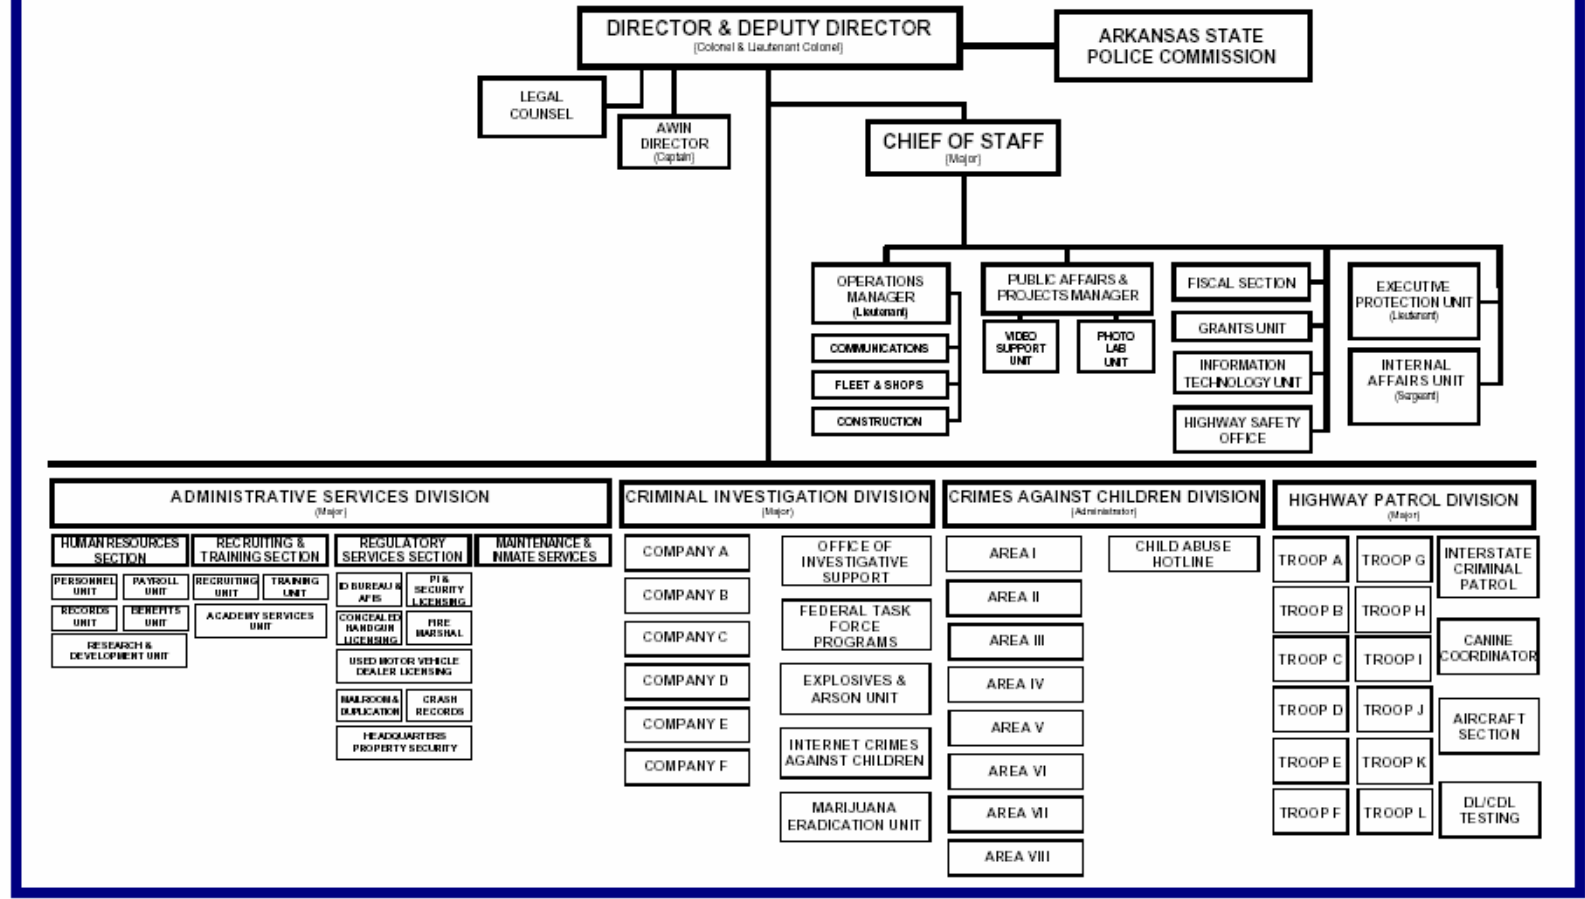 DIRECTOR & DEPUTY DIRECTOR
(Colonel & Lieutenant Colonel)
ARKANSAS STATE
POLICE COMMISSION
LEGAL
COUNSEL
AWIN
DIRECTOR
(Captain)
CHIEF OF STAFF
(Major)
OPERATIONS
MANAGER
(Lieutenant)
COMMUNICATIONS
FLEET & SHOPS
CONSTRUCTION
PUBLIC AFFAIRS &
PROJECTS MANAGER
VIDEO
SUPPORT
UNIT
PHOTO
LAB
UNIT
FISCAL SECTION
GRANTS UNIT
INFORMATION
TECHNOLOGY UNIT
HIGHWAY SAFETY
OFFICE
EXECUTIVE
PROTECTION UNIT
(Lieutenant)
INTERNAL
AFFAIRS UNIT
(Sergeant)
ADMINISTRATIVE SERVICES DIVISION
(Major)
HUMAN RESOURCES
SECTION
PERSONNEL
UNIT
PAYROLL
UNIT
RECORDS
UNIT
BENEFITS
UNIT
RESEARCH &
DEVELOPMENT UNIT
RECRUITING &
TRAINING SECTION
RECRUITING
UNIT
TRAINING
UNIT
ACADEMY SERVICES
UNIT
REGULATORY
SERVICES SECTION
ID BUREAU &
AFIS
PI &
SECURITY
LICENSING
CONCEALED
HANDGUN
LICENSING
FIRE
MARSHAL
USED MOTOR VEHICLE
DEALER LICENSING
MAILROOM &
DUPLICATION
CRASH
RECORDS
HEADQUARTERS
PROPERTY SECURITY
MAINTENANCE &
INMATE SERVICES
CRIMINAL INVESTIGATION DIVISION
(Major)
COMPANY A
COMPANY B
COMPANY C
COMPANY D
COMPANY E
COMPANY F
OFFICE OF
INVESTIGATIVE
SUPPORT
FEDERAL TASK
FORCE
PROGRAMS
EXPLOSIVES &
ARSON UNIT
INTERNET CRIMES
AGAINST CHILDREN
MARIJUANA
ERADICATION UNIT
CRIMES AGAINST CHILDREN DIVISION
(Administrator)
AREA I
AREA II
AREA III
AREA IV
AREA V
AREA VI
AREA VII
AREA VIII
CHILD ABUSE
HOTLINE
HIGHWAY PATROL DIVISION
(Major)
TROOP A
TROOP B
TROOP C
TROOP D
TROOP E
TROOP F
TROOP G
TROOP H
TROOP I
TROOP J
TROOP K
TROOP L
INTERSTATE
CRIMINAL
PATROL
CANINE
COORDINATOR
AIRCRAFT
SECTION
DL/CDL
TESTING